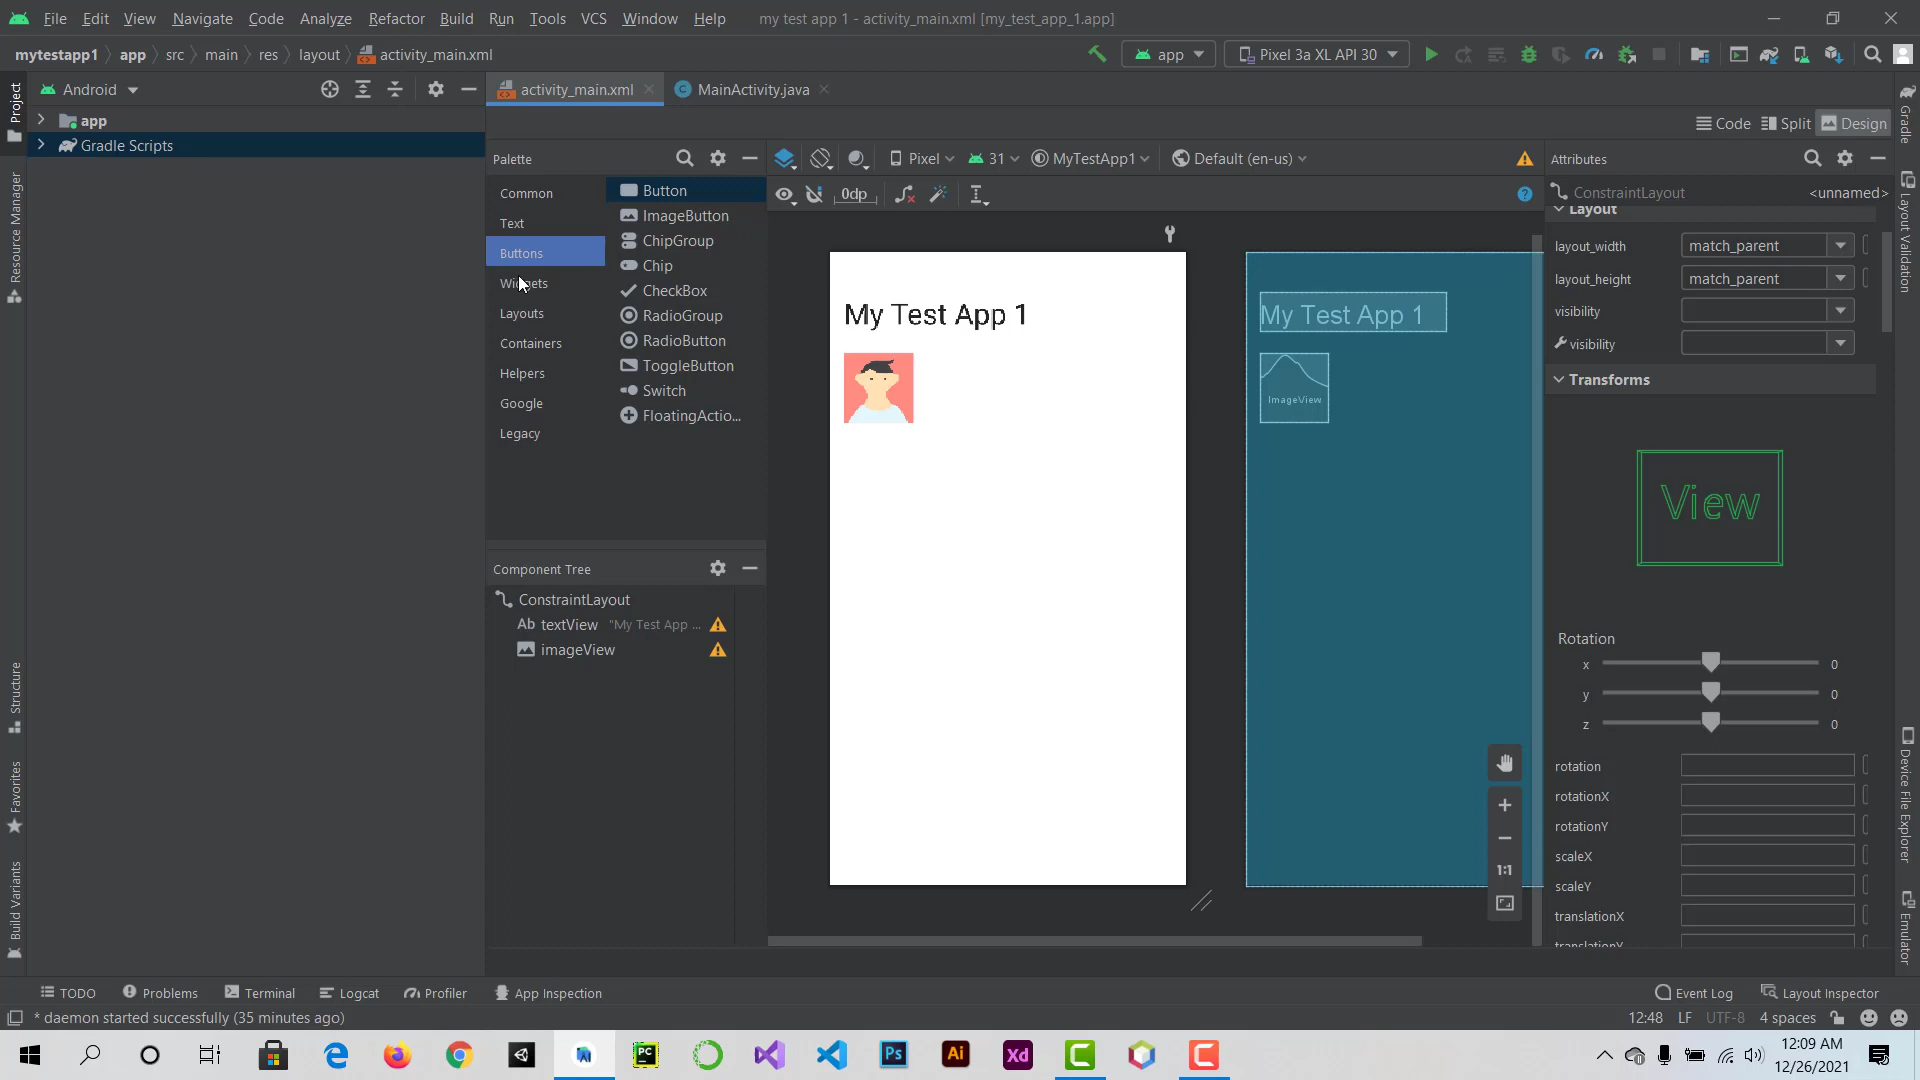 File Edit View Navigate Code Analyze Refactor Build Run Tools VCS Window Help my test app 1 - activity_main.xml [my_test_app_1.app]
mytestapp1 app src main res layout activity_main.xml app Pixel 3a XL API 30
Android activity_main.xml MainActivity.java
Project
app
Gradle Scripts
Resource Manager
Structure
Favorites
Build Variants
Code Split Design
Palette
Common
Text
Buttons
Widgets
Layouts
Containers
Helpers
Google
Legacy
Button
ImageButton
ChipGroup
Chip
CheckBox
RadioGroup
RadioButton
ToggleButton
Switch
FloatingActio...
Component Tree
ConstraintLayout
Ab textView "My Test App ...
imageView
Pixel 31 MyTestApp1 Default (en-us)
0dp
My Test App 1
My Test App 1
ImageView
1:1
Attributes
ConstraintLayout <unnamed>
Layout
layout_width match_parent
layout_height match_parent
visibility
visibility
Transforms
View
Rotation
x 0
y 0
z 0
rotation
rotationX
rotationY
scaleX
scaleY
translationX
translationY
Gradle
Layout Validation
Device File Explorer
Emulator
TODO Problems Terminal Logcat Profiler App Inspection Event Log Layout Inspector
* daemon started successfully (35 minutes ago) 12:48 LF UTF-8 4 spaces
PC Ps Ai Xd
12:09 AM
12/26/2021